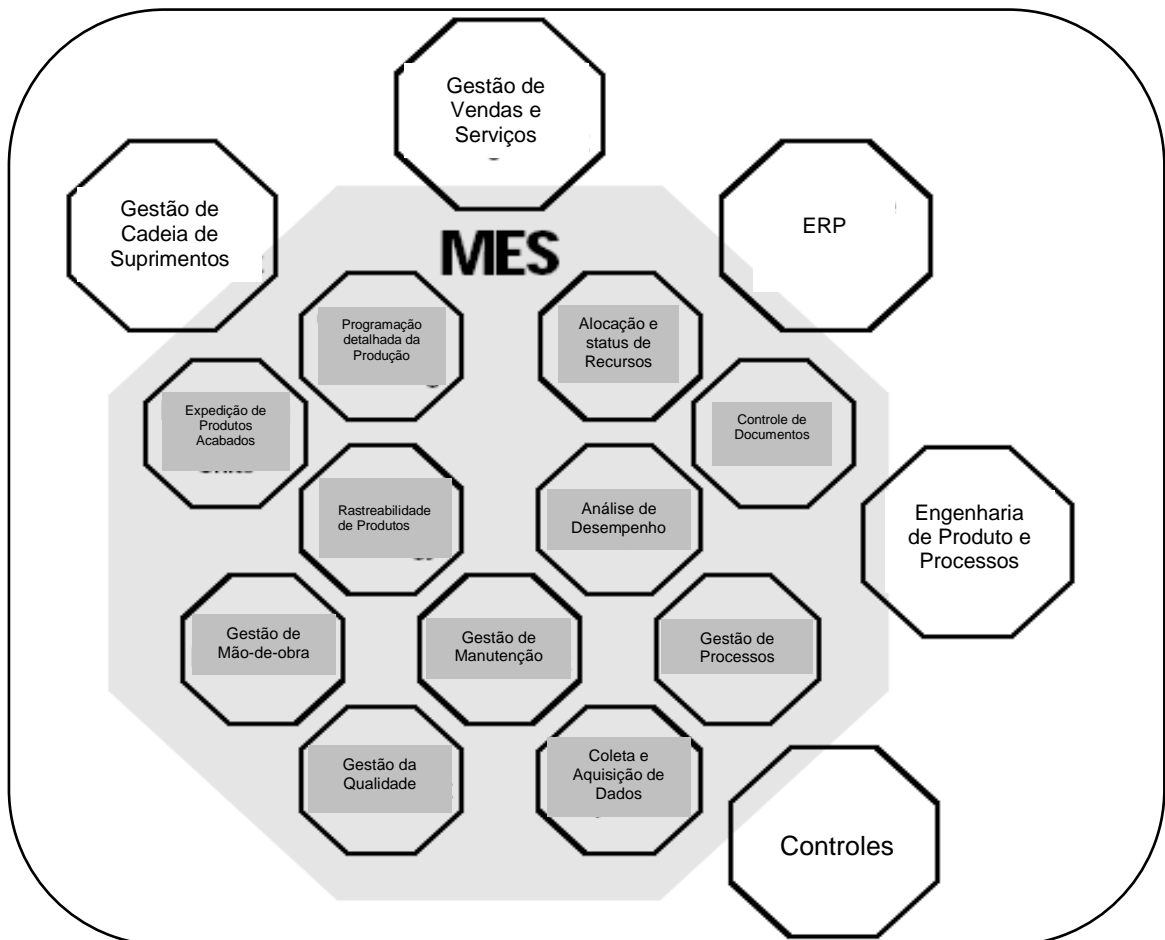 Gestão de
Vendas e
Serviços
Gestão de
Cadeia de
Suprimentos
ERP
MES
Programação
detalhada da
Produção
Alocação e
status de
Recursos
Expedição de
Produtos
Acabados
Controle de
Documentos
Rastreabilidade
de Produtos
Análise de
Desempenho
Engenharia
de Produto e
Processos
Gestão de
Mão-de-obra
Gestão de
Manutenção
Gestão de
Processos
Gestão da
Qualidade
Coleta e
Aquisição de
Dados
Controles